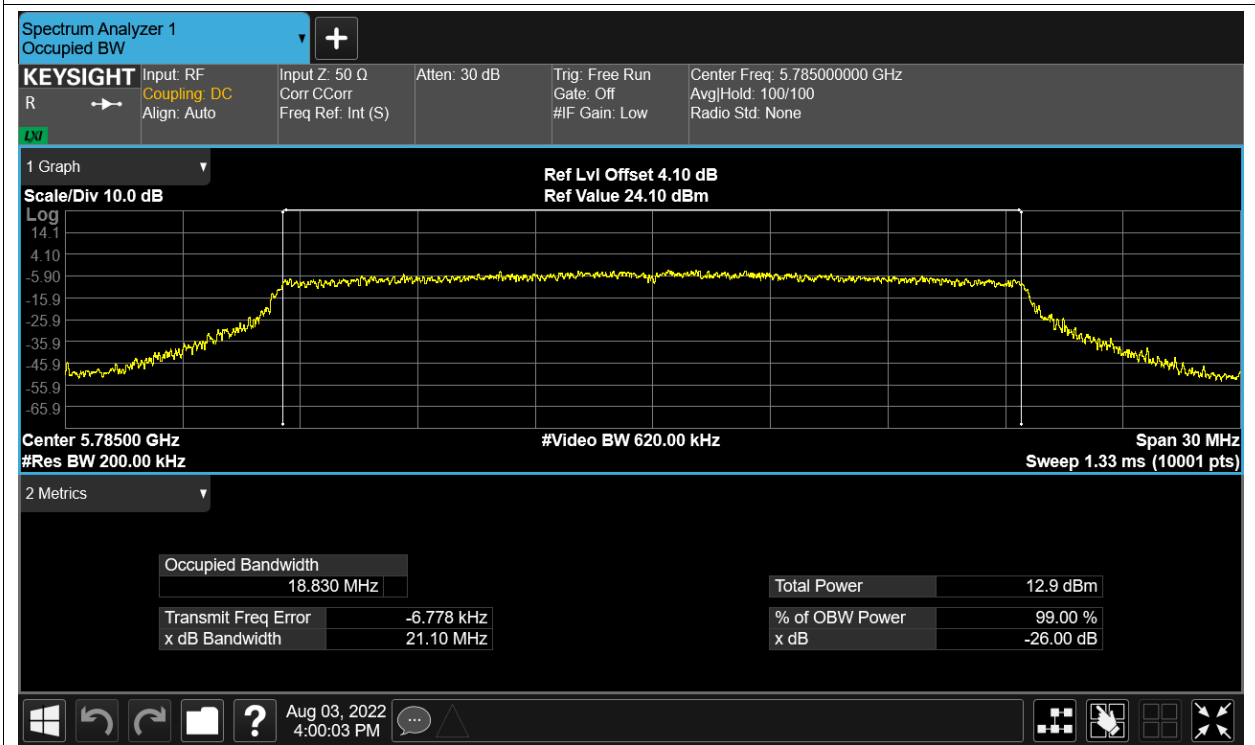 Spectrum Analyzer 1
Occupied BW
KEYSIGHT
R
LXI
Input: RF
Coupling: DC
Align: Auto
Input Z: 50 Ω
Corr CCorr
Freq Ref: Int (S)
Atten: 30 dB
Trig: Free Run
Gate: Off
#IF Gain: Low
Center Freq: 5.785000000 GHz
Avg|Hold: 100/100
Radio Std: None
1 Graph
Scale/Div 10.0 dB
Ref Lvl Offset 4.10 dB
Ref Value 24.10 dBm
Log
14.1
4.10
-5.90
-15.9
-25.9
-35.9
-45.9
-55.9
-65.9
Center 5.78500 GHz
#Video BW 620.00 kHz
Span 30 MHz
#Res BW 200.00 kHz
Sweep 1.33 ms (10001 pts)
2 Metrics
Occupied Bandwidth
18.830 MHz
Total Power 12.9 dBm
Transmit Freq Error -6.778 kHz
% of OBW Power 99.00 %
x dB Bandwidth 21.10 MHz
x dB -26.00 dB
?
Aug 03, 2022
4:00:03 PM